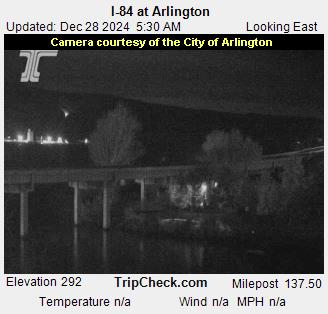 I-84 at Arlington
Updated: Dec 28 2024 5:30 AM Looking East
Camera courtesy of the City of Arlington
Elevation 292 TripCheck.com Milepost 137.50
Temperature n/a Wind n/a MPH n/a